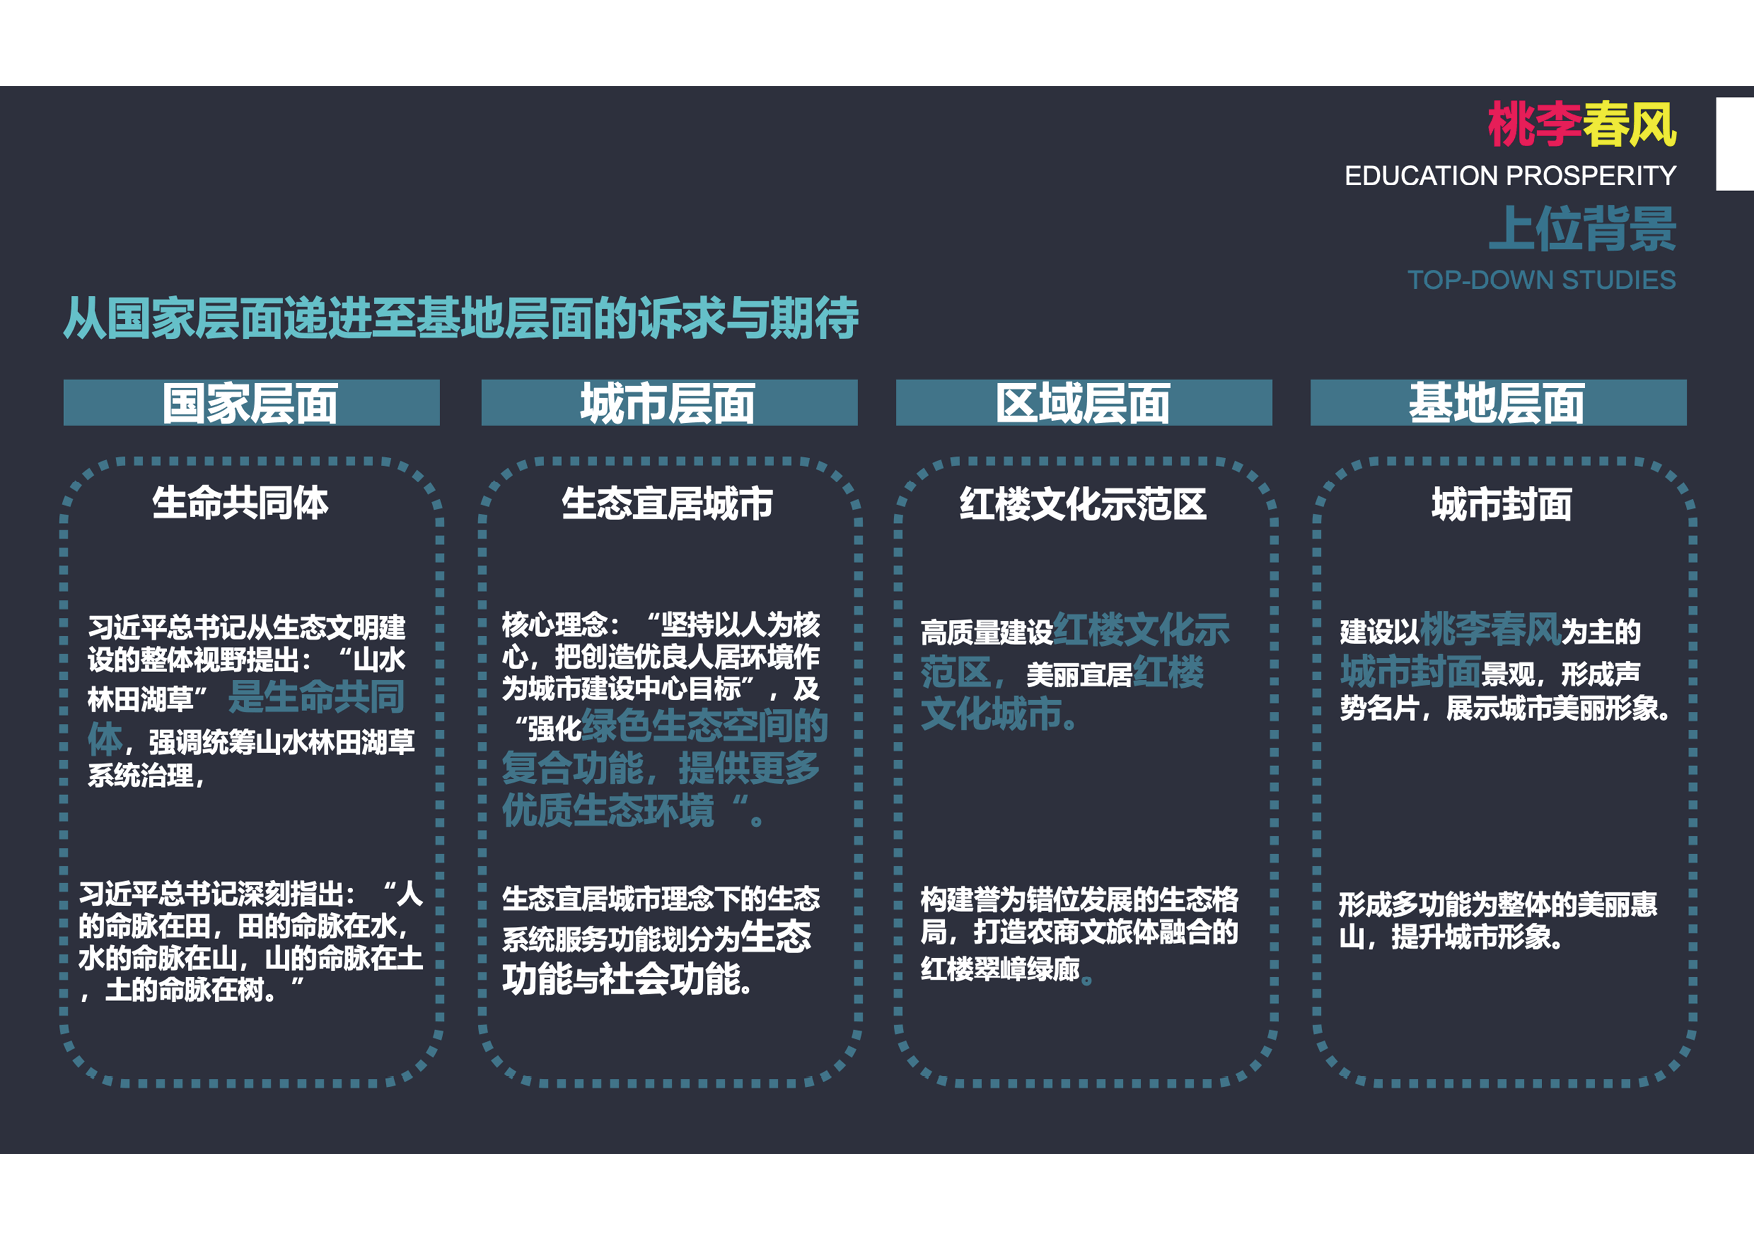 桃李春风
EDUCATION PROSPERITY
上位背景
TOP-DOWN STUDIES
从国家层面递进至基地层面的诉求与期待
国家层面
生命共同体
习近平总书记从生态文明建
设的整体视野提出：“山水
林田湖草” 是生命共同
体，强调统筹山水林田湖草
系统治理，
习近平总书记深刻指出：“人
的命脉在田，田的命脉在水，
水的命脉在山，山的命脉在土
，土的命脉在树。”
城市层面
生态宜居城市
核心理念：“坚持以人为核
心，把创造优良人居环境作
为城市建设中心目标”，及
“强化绿色生态空间的
复合功能，提供更多
优质生态环境“。
生态宜居城市理念下的生态
系统服务功能划分为生态
功能与社会功能。
区域层面
红楼文化示范区
高质量建设红楼文化示
范区，美丽宜居红楼
文化城市。
构建誉为错位发展的生态格
局，打造农商文旅体融合的
红楼翠嶂绿廊。
基地层面
城市封面
建设以桃李春风为主的
城市封面景观，形成声
势名片，展示城市美丽形象。
形成多功能为整体的美丽惠
山，提升城市形象。